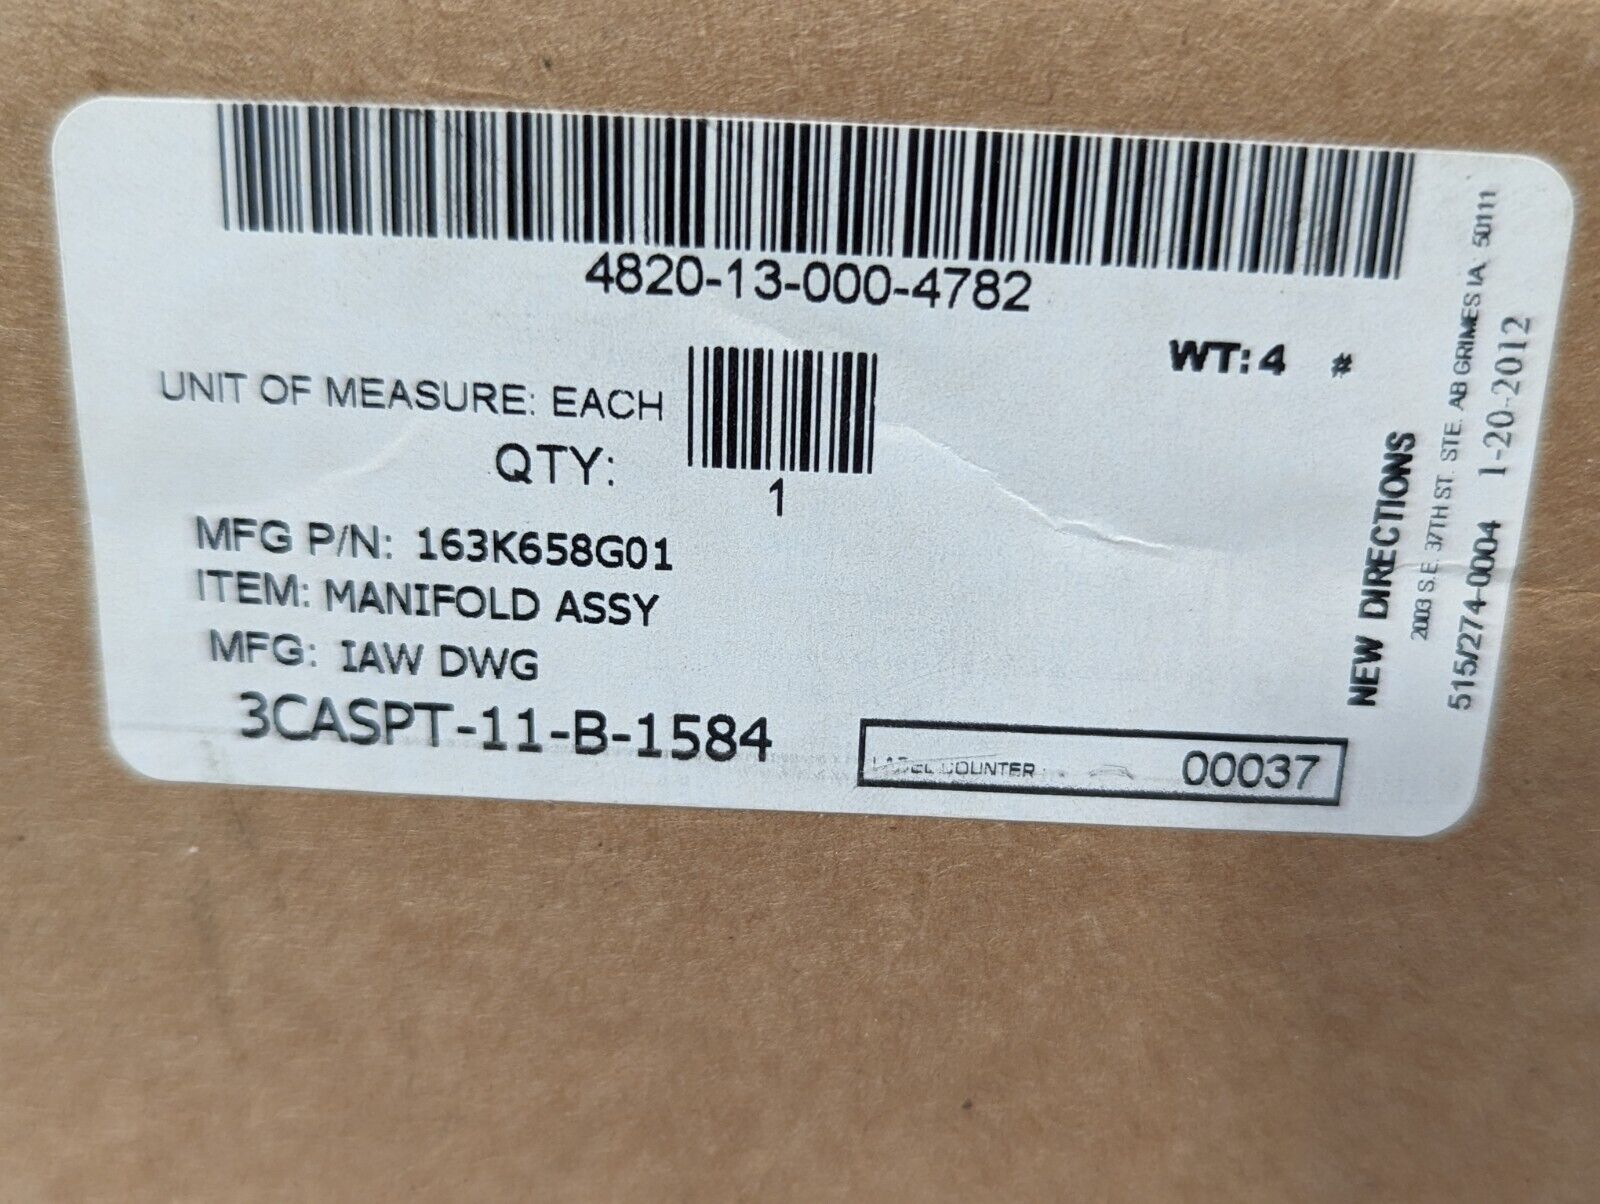 4820-13-000-4782
WT: 4 #
UNIT OF MEASURE: EACH
QTY:
1
MFG P/N: 163K658G01
ITEM: MANIFOLD ASSY
MFG: IAW DWG
3CASPT-11-B-1584
LABEL COUNTER : 00037
NEW DIRECTIONS
2003 S.E. 37TH ST. STE. AB GRIMES IA. 50111
515/274-0004 1-20-2012